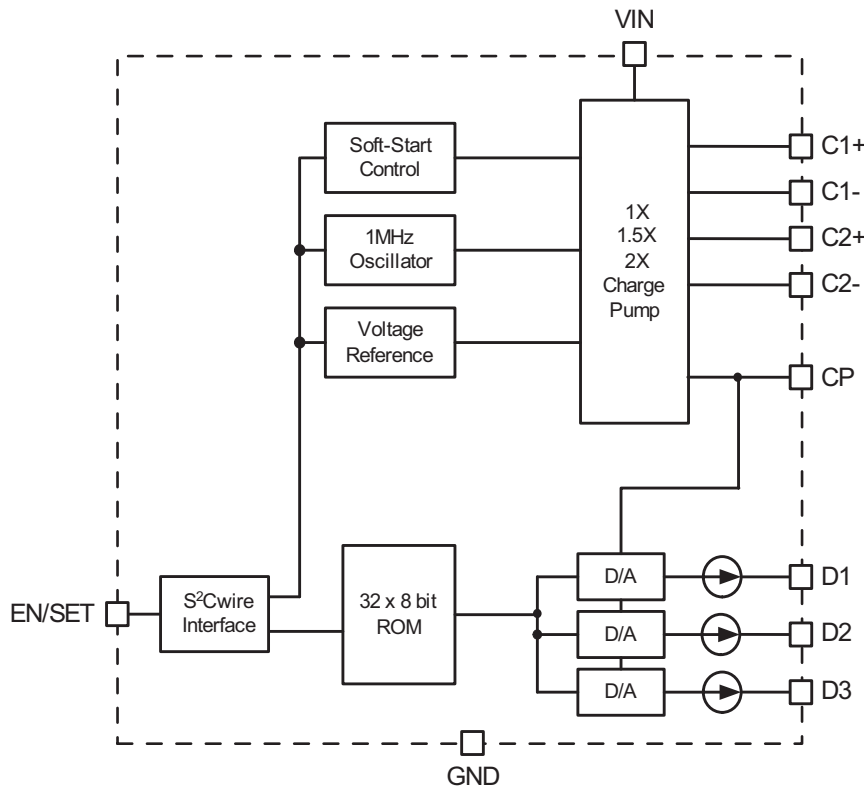 VIN
C1+
Soft-Start
Control
C1-
1X
1.5X
2X
Charge
Pump
1MHz
Oscillator
C2+
C2-
Voltage
Reference
CP
D/A
D1
EN/SET
S²Cwire
Interface
32 x 8 bit
ROM
D/A
D2
D/A
D3
GND